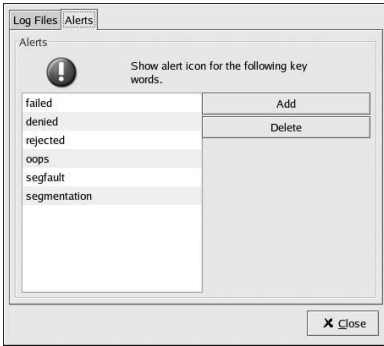 Log Files Alerts
Alerts
Show alert icon for the following key
words.
failed
denied
rejected
oops
segfault
segmentation
Add
Delete
Close